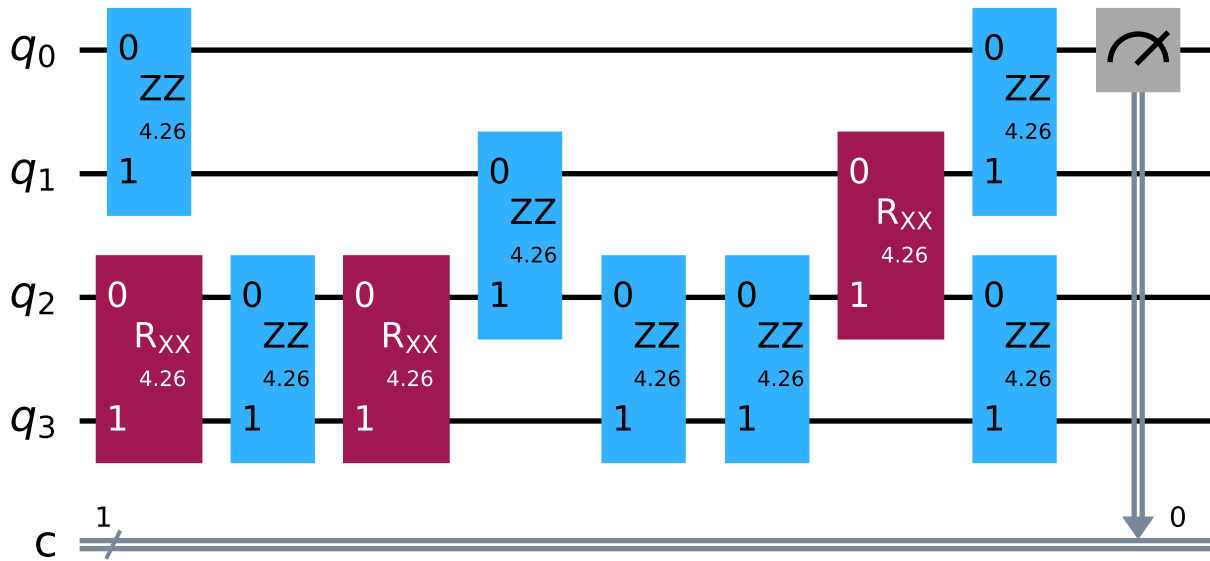 q0 0 0
ZZ ZZ
4.26 4.26
q1 1 0 0 1
ZZ RXX
4.26 4.26
q2 0 0 0 1 0 0 1 0
RXX ZZ RXX ZZ ZZ ZZ
4.26 4.26 4.26 4.26 4.26 4.26
q3 1 1 1 1 1 1
1 0
c